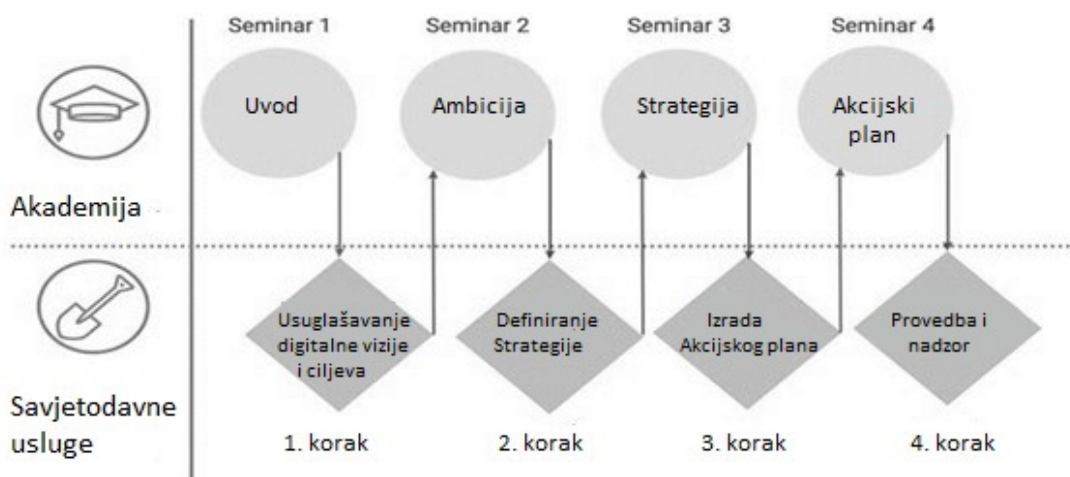 Seminar 1
Seminar 2
Seminar 3
Seminar 4
Uvod
Ambicija
Strategija
Akcijski
plan
Akademija
Usuglašavanje
digitalne vizije
i ciljeva
Definiranje
Strategije
Izrada
Akcijskog plana
Provedba i
nadzor
Savjetodavne
usluge
1. korak
2. korak
3. korak
4. korak